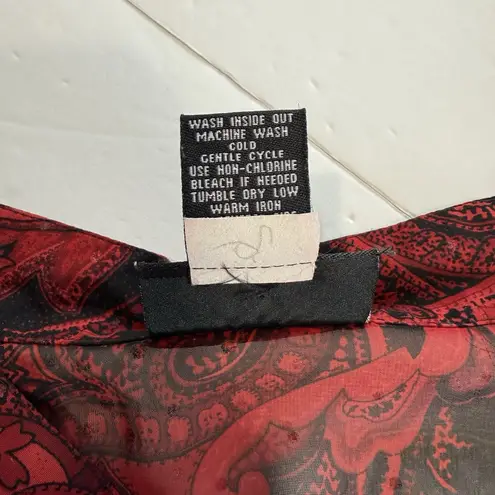 WASH INSIDE OUT
MACHINE WASH
COLD
GENTLE CYCLE
USE NON-CHLORINE
BLEACH IF NEEDED
TUMBLE DRY LOW
WARM IRON